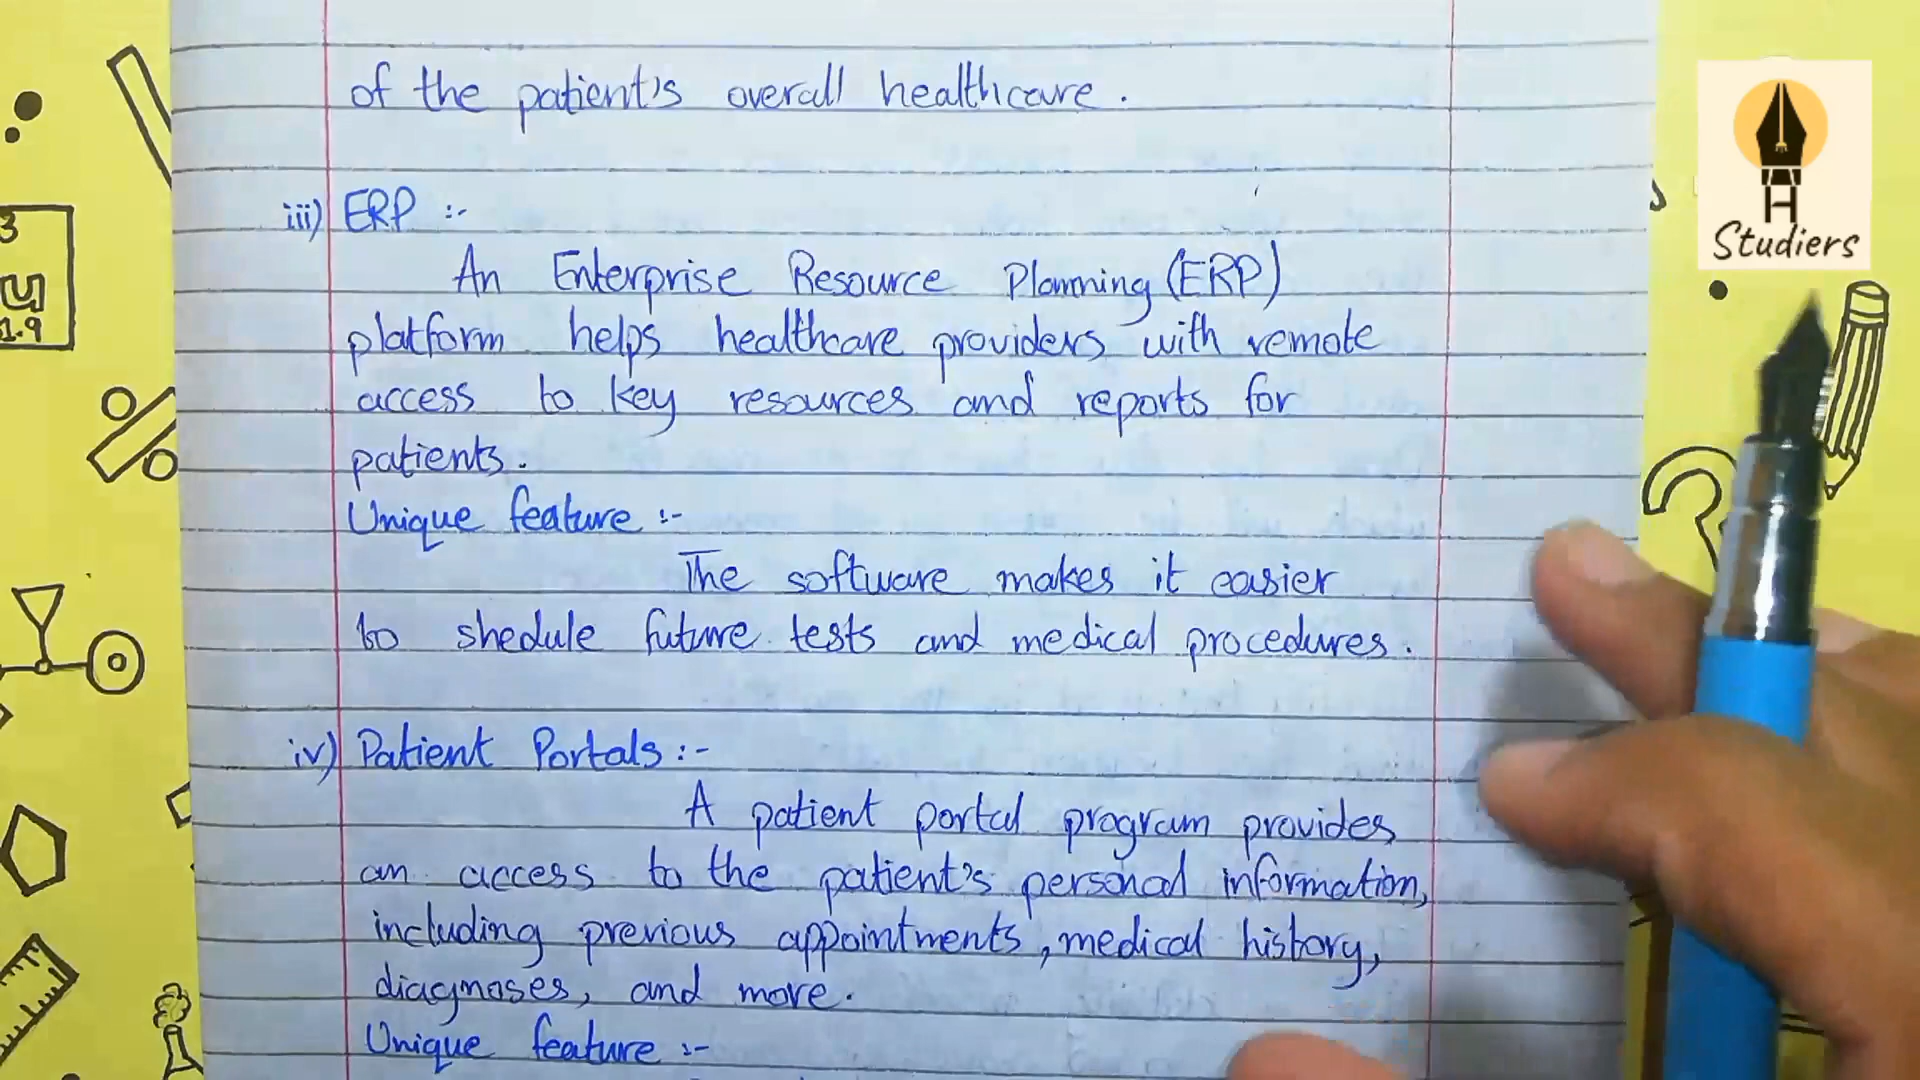 of the patient's overall healthcare.
iii) ERP :-
An Enterprise Resource Planning (ERP)
platform helps healthcare providers with remote
access to key resources and reports for
patients.
Unique feature :-
The software makes it easier
to shedule future tests and medical procedures.
iv) Patient Portals :-
A patient portal program provides
an access to the patient's personal information,
including previous appointments, medical history,
diagnoses, and more.
Unique feature :-
Studiers
3
u
1.9